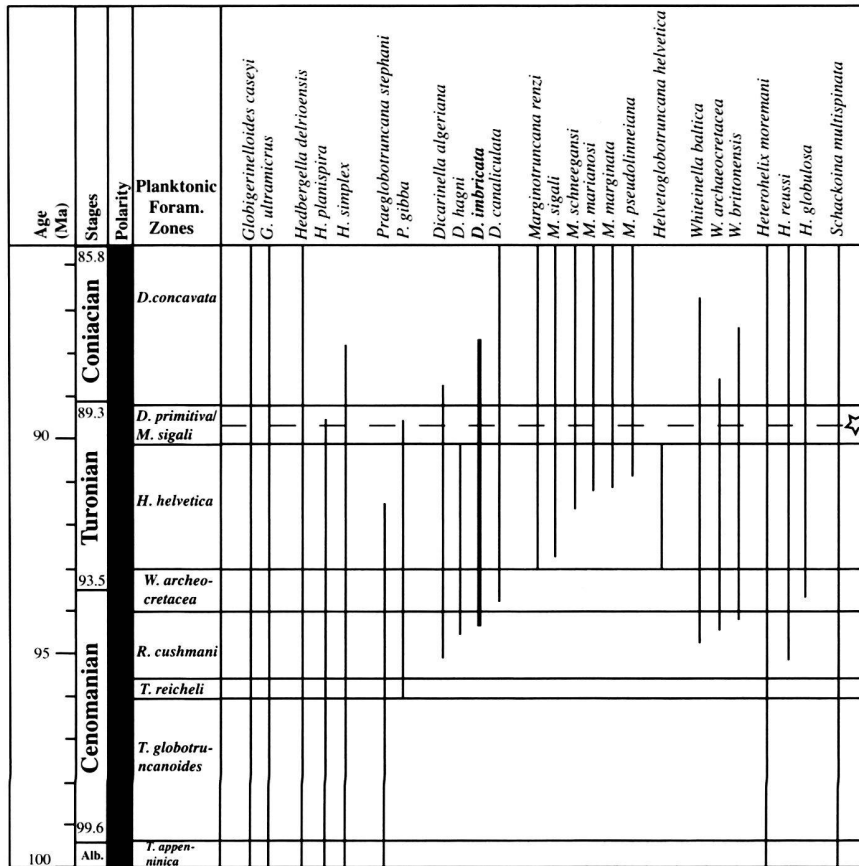 Age
(Ma)
Stages
Polarity
Planktonic
Foram.
Zones
Globigerinelloides caseyi
G. ultramicrus
Hedbergella delrioensis
H. planispira
H. simplex
Praeglobotruncana stephani
P. gibba
Dicarinella algeriana
D. hagni
D. imbricata
D. canaliculata
Marginotruncana renzi
M. sigali
M. schneegansi
M. marianosi
M. marginata
M. pseudolinneiana
Helvetoglobotruncana helvetica
Whiteinella baltica
W. archaeocretacea
W. brittonensis
Heterohelix moremani
H. reussi
H. globulosa
Schackoina multispinata
85.8
Coniacian
D.concavata
89.3
D. primitiva/
M. sigali
90
Turonian
H. helvetica
93.5
W. archeo-
cretacea
95
Cenomanian
R. cushmani
T. reicheli
T. globotru-
ncanoides
99.6
Alb.
T. appen-
ninica
100